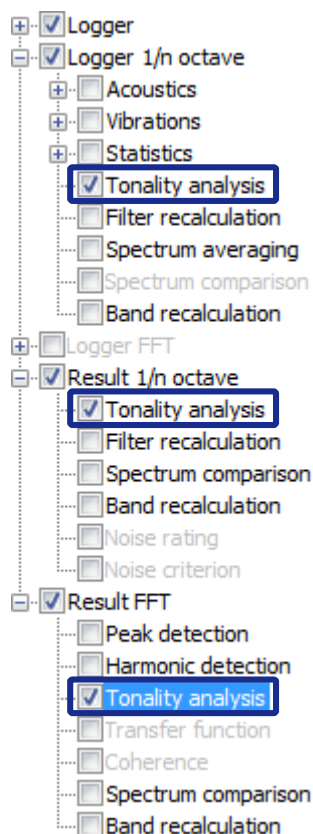 Logger
Logger 1/n octave
Acoustics
Vibrations
Statistics
Tonality analysis
Filter recalculation
Spectrum averaging
Spectrum comparison
Band recalculation
Logger FFT
Result 1/n octave
Tonality analysis
Filter recalculation
Spectrum comparison
Band recalculation
Noise rating
Noise criterion
Result FFT
Peak detection
Harmonic detection
Tonality analysis
Transfer function
Coherence
Spectrum comparison
Band recalculation